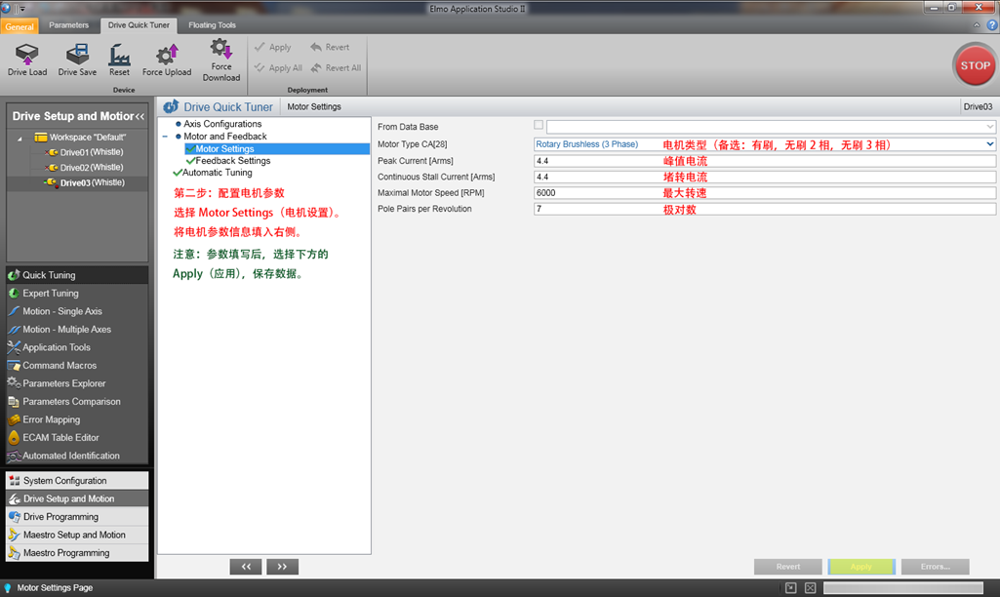 Elmo Application Studio II
General Parameters Drive Quick Tuner Floating Tools
Drive Load Drive Save Reset Force Upload Force Download
Apply Revert
Apply All Revert All
Device Deployment
STOP
Drive Setup and Motior<<
Workspace "Default"
Drive01 (Whistle)
Drive02 (Whistle)
Drive03 (Whistle)
Quick Tuning
Expert Tuning
Motion - Single Axis
Motion - Multiple Axes
Application Tools
Command Macros
Parameters Explorer
Parameters Comparison
Error Mapping
ECAM Table Editor
Automated Identification
System Configuration
Drive Setup and Motion
Drive Programming
Maestro Setup and Motion
Maestro Programming
Drive Quick Tuner Motor Settings Drive03
Axis Configurations
Motor and Feedback
Motor Settings
Feedback Settings
Automatic Tuning
第二步：配置电机参数
选择 Motor Settings（电机设置）。
将电机参数信息填入右侧。
注意：参数填写后，选择下方的
Apply（应用），保存数据。
From Data Base
Motor Type CA[28] Rotary Brushless (3 Phase) 电机类型（备选：有刷，无刷 2 相，无刷 3 相）
Peak Current [Arms] 4.4 峰值电流
Continuous Stall Current [Arms] 4.4 堵转电流
Maximal Motor Speed [RPM] 6000 最大转速
Pole Pairs per Revolution 7 极对数
<< >>
Revert Apply Errors...
Motor Settings Page